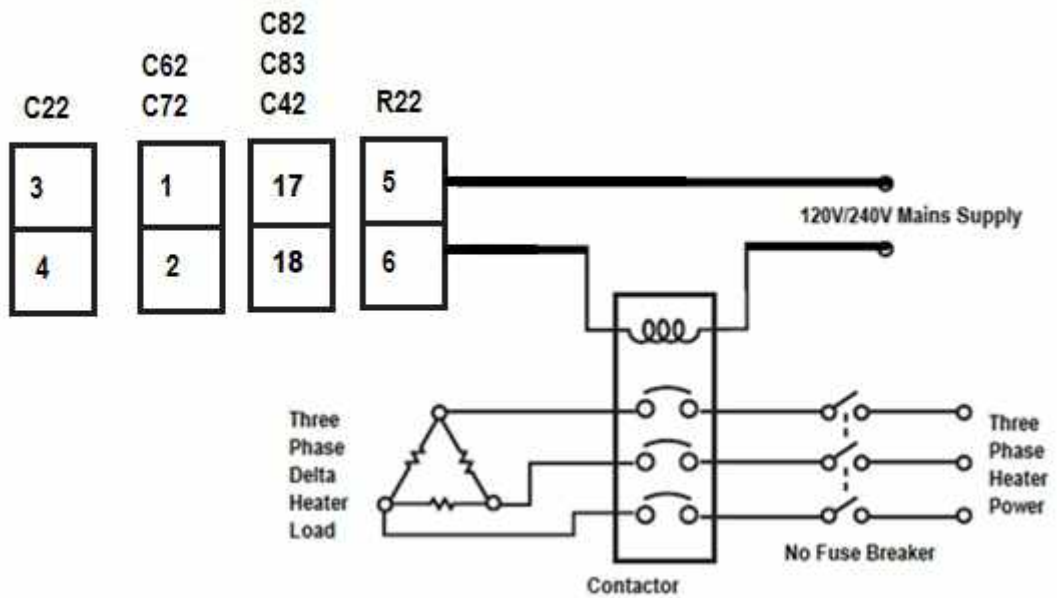 C82
C62 C83
C22 C72 C42 R22
3 1 17 5
4 2 18 6
120V/240V Mains Supply
Three
Phase
Delta
Heater
Load
Three
Phase
Heater
Power
No Fuse Breaker
Contactor